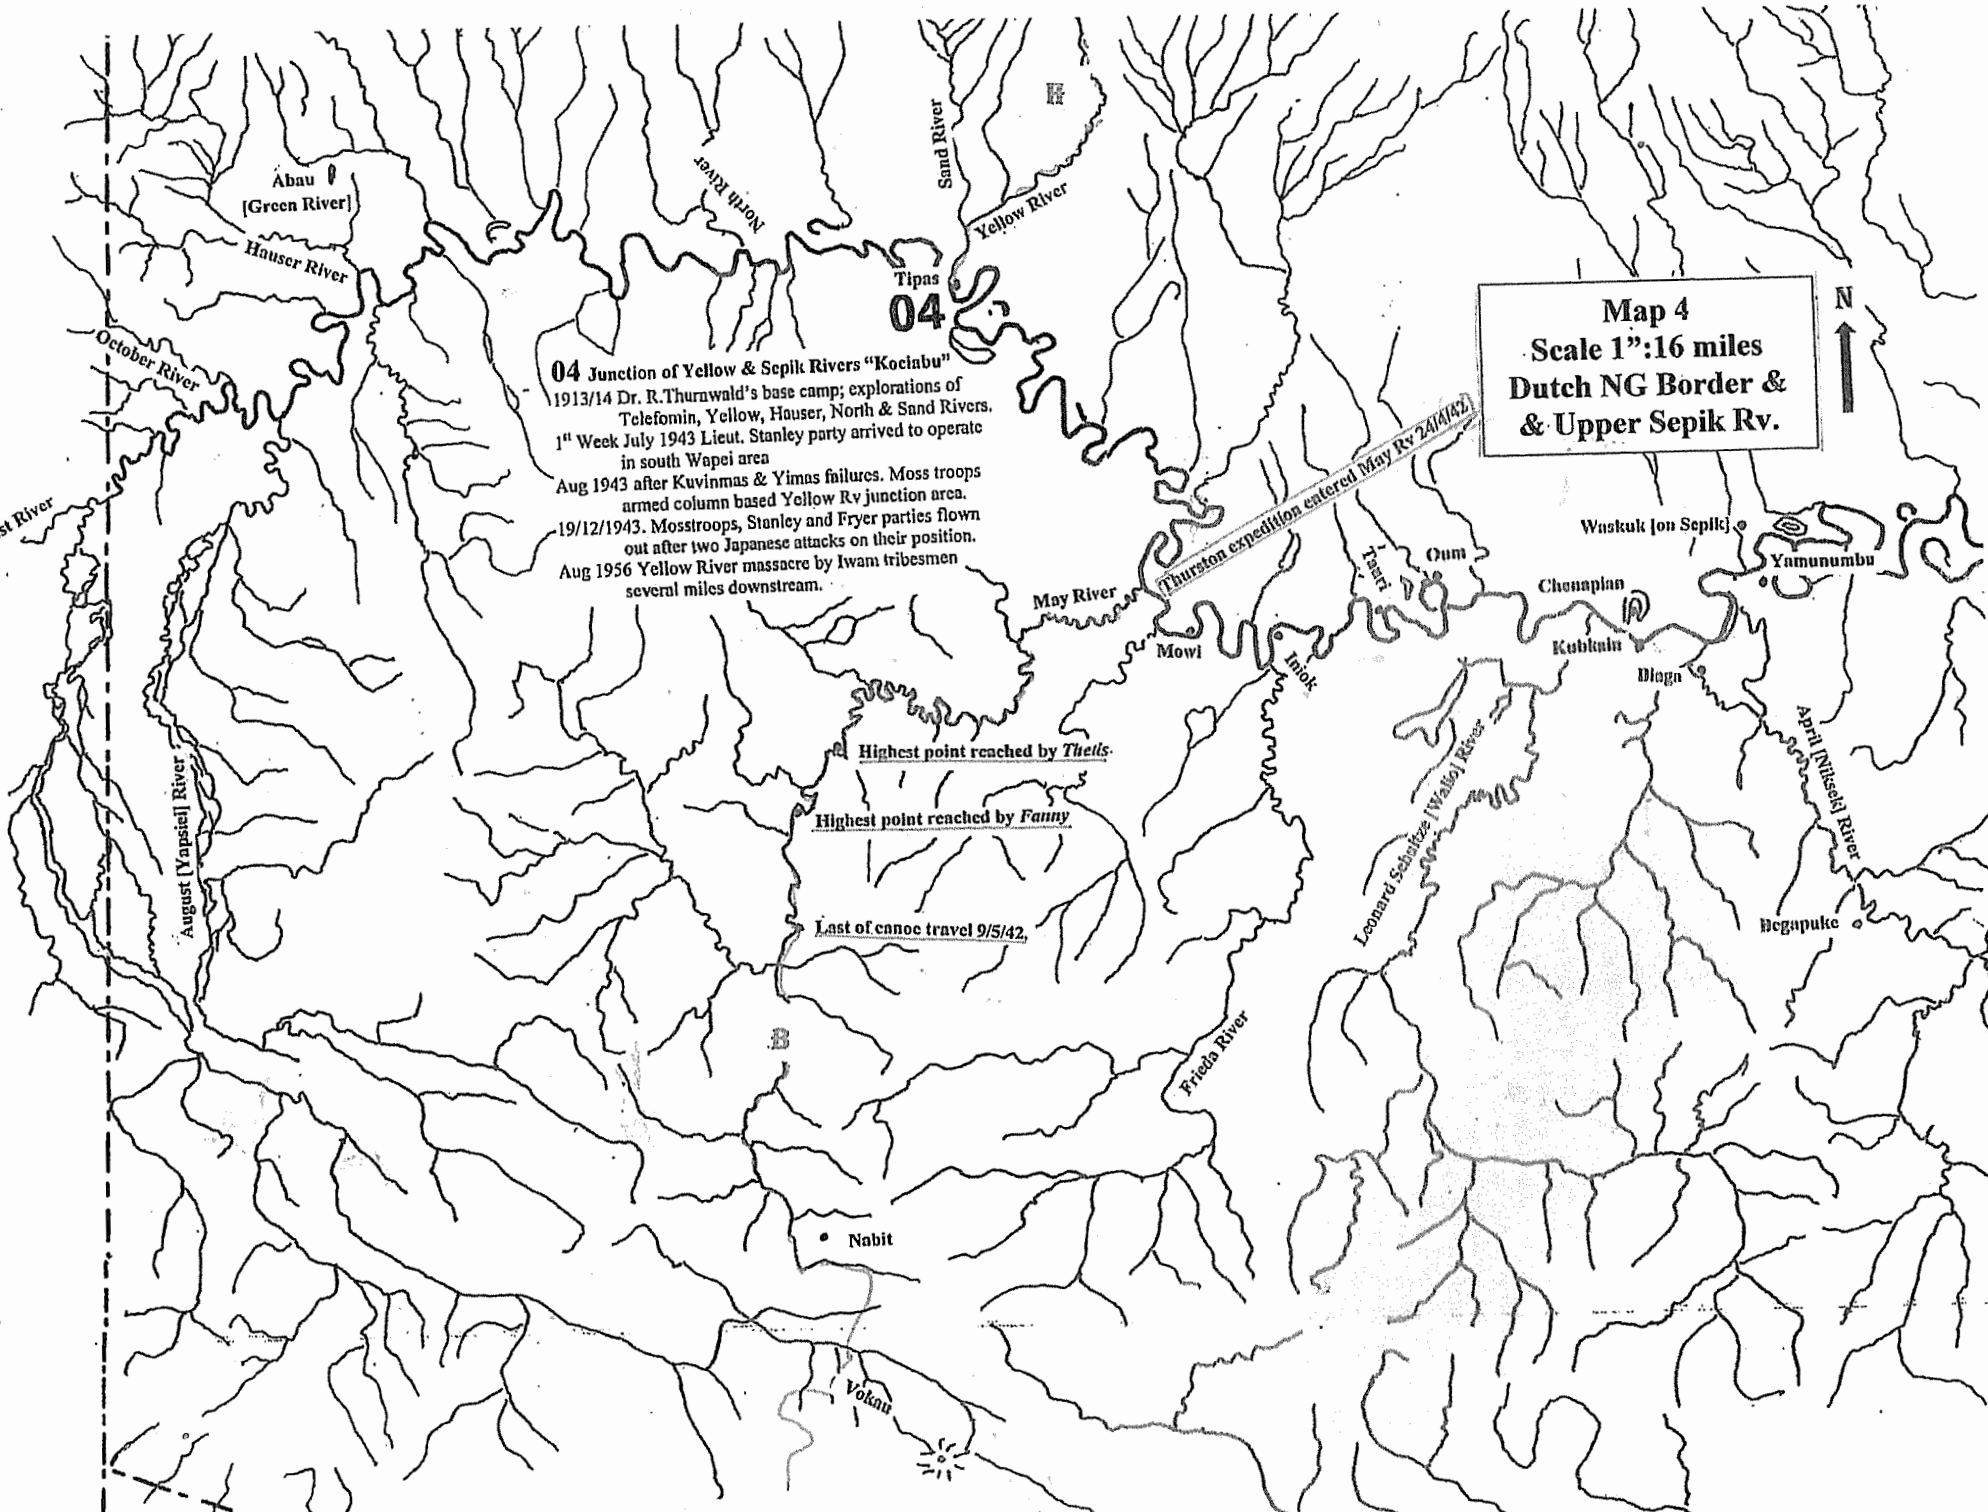 Abau
[Green River]
Hauser River
October River
st River
North River
Sand River
H
Yellow River
Tipas
04
Map 4
Scale 1”:16 miles
Dutch NG Border &
& Upper Sepik Rv.
N
04 Junction of Yellow & Sepik Rivers “Kociabu”
1913/14 Dr. R.Thurnwald’s base camp; explorations of
Telefomin, Yellow, Hauser, North & Sand Rivers.
1st Week July 1943 Lieut. Stanley party arrived to operate
in south Wapei area
Aug 1943 after Kuvinmas & Yimas failures. Moss troops
armed column based Yellow Rv junction area.
19/12/1943. Mosstroops, Stanley and Fryer parties flown
out after two Japanese attacks on their position.
Aug 1956 Yellow River massacre by Iwam tribesmen
several miles downstream.
Thurston expedition entered May Rv 24/4/42
May River
Mowi
Iniok
Tauri
Oum
Chenapian
Kubkain
Waskuk [on Sepik]
Yamunumbu
Biaga
April [Niksek] River
Begapuke
Leonard Schultze [Walio] River
Highest point reached by Thetis.
Highest point reached by Fanny
Last of canoe travel 9/5/42.
August [Yapsiei] River
B
Frieda River
Nabit
Vokau